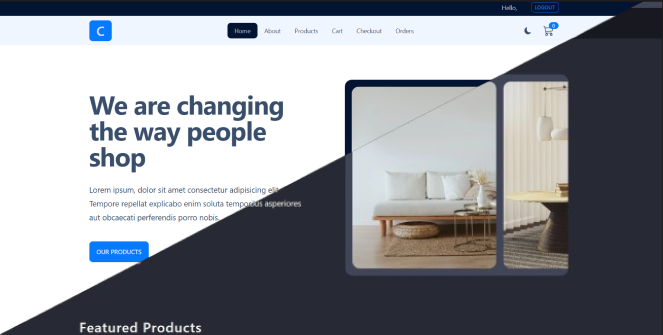 Hello,
LOGOUT
C
Home
About
Products
Cart
Checkout
Orders
0
We are changing
the way people
shop
Lorem ipsum, dolor sit amet consectetur adipisicing elit.
Tempore repellat explicabo enim soluta temporibus asperiores
aut obcaecati perferendis porro nobis.
OUR PRODUCTS
Featured Products